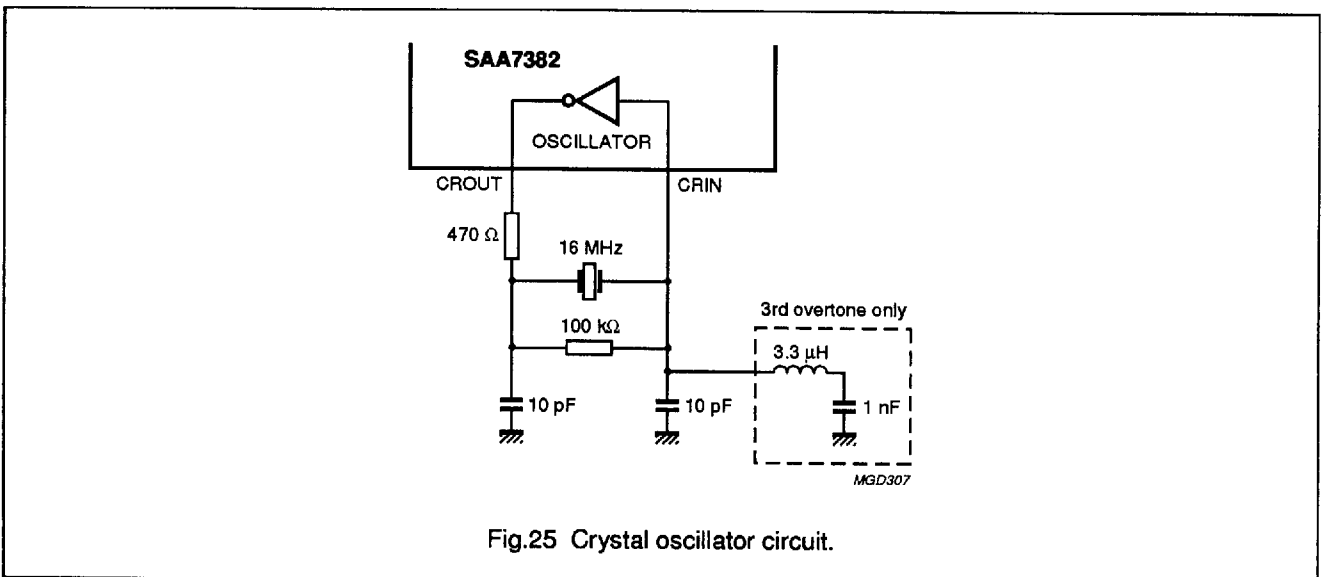 SAA7382
OSCILLATOR
CROUT
CRIN
470 Ω
16 MHz
3rd overtone only
100 kΩ
3.3 µH
10 pF
10 pF
1 nF
MGD307
Fig.25 Crystal oscillator circuit.